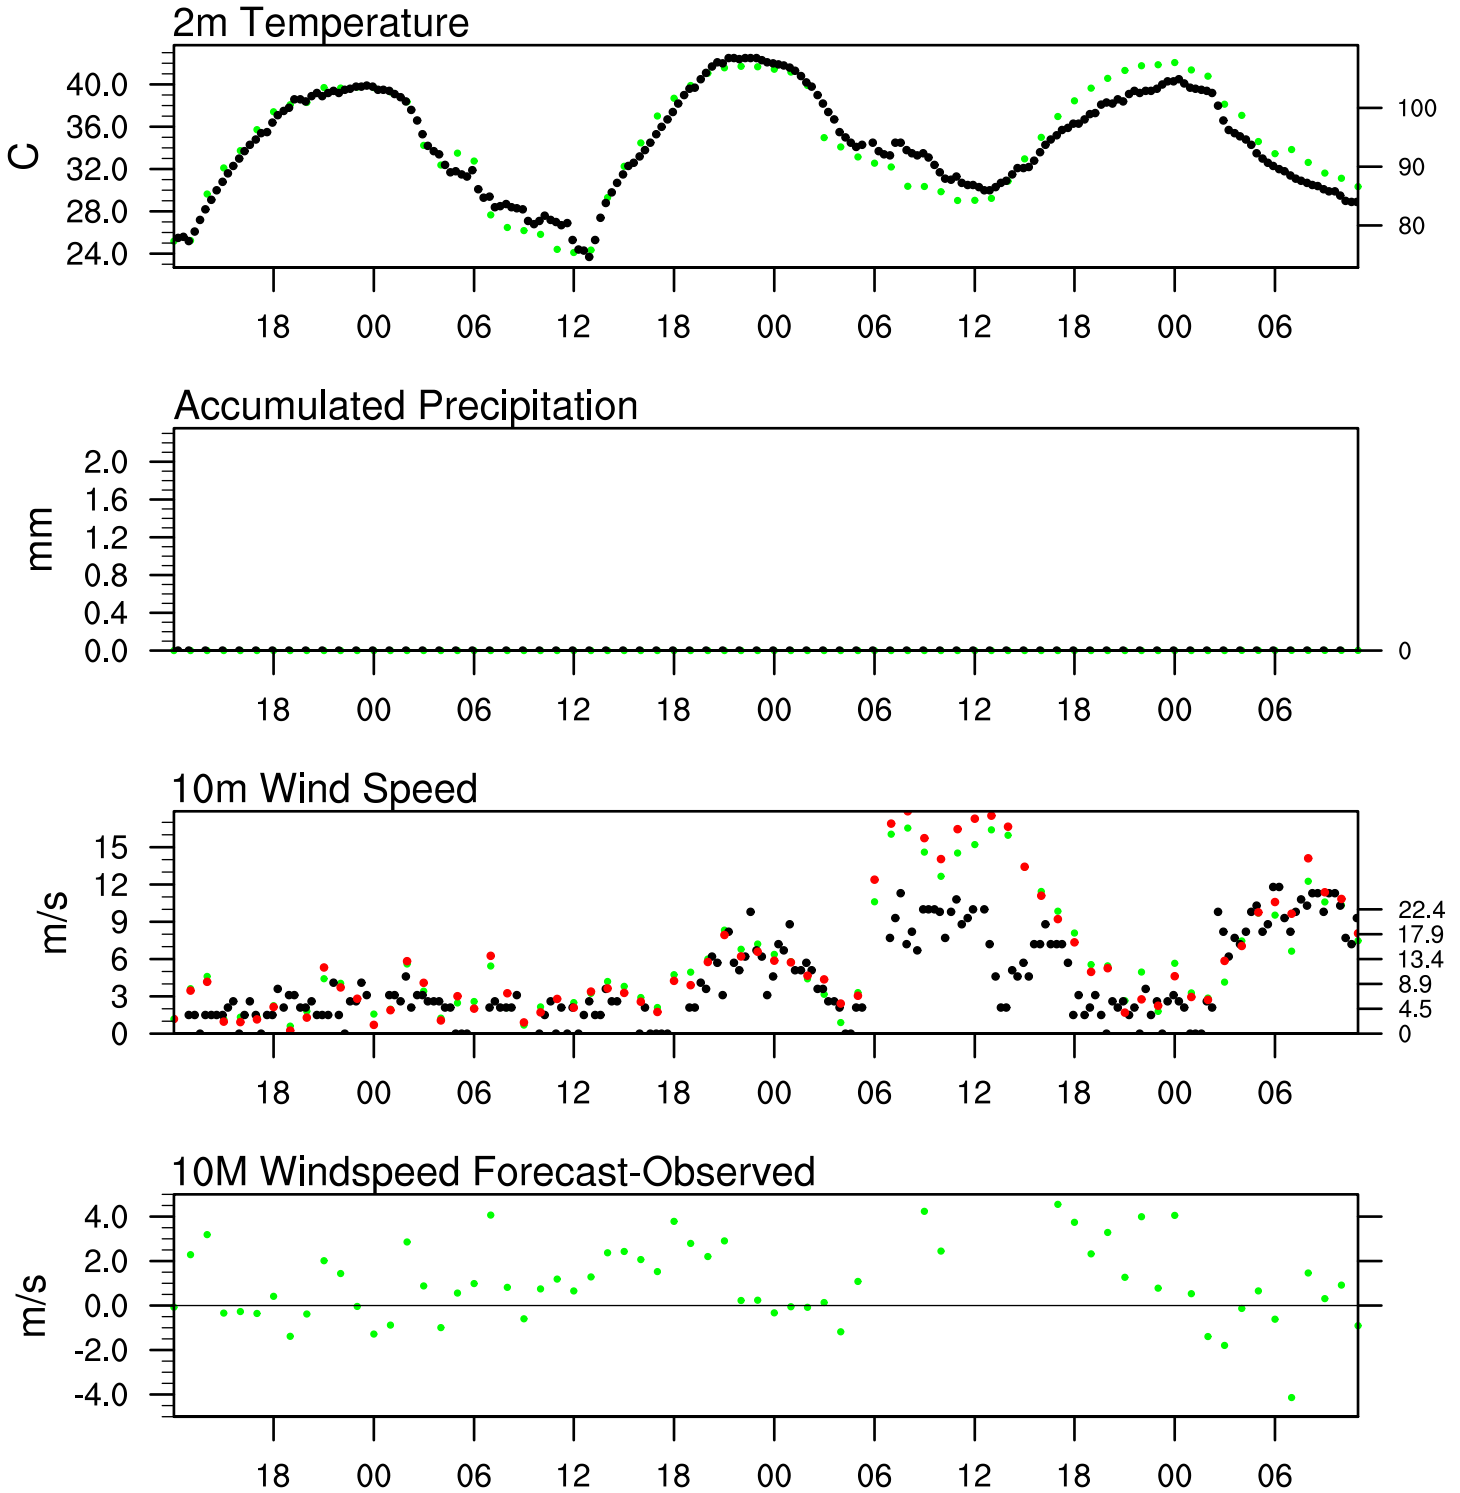 2m Temperature
40.0
36.0
32.0
28.0
24.0
C
100
90
80
18 00 06 12 18 00 06 12 18 00 06
Accumulated Precipitation
2.0
1.6
1.2
0.8
0.4
0.0
mm
0
18 00 06 12 18 00 06 12 18 00 06
10m Wind Speed
15
12
9
6
3
0
m/s
22.4
17.9
13.4
8.9
4.5
0
18 00 06 12 18 00 06 12 18 00 06
10M Windspeed Forecast-Observed
4.0
2.0
0.0
-2.0
-4.0
m/s
18 00 06 12 18 00 06 12 18 00 06